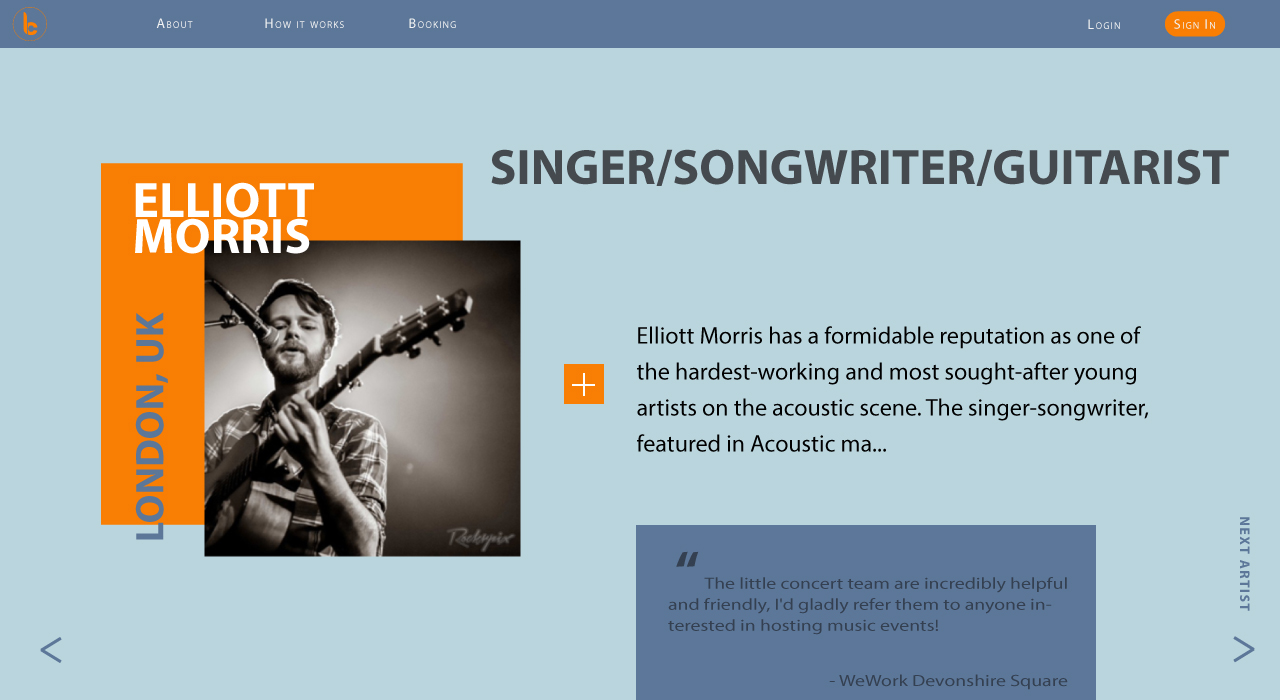 About
How it works
Booking
Login
Sign In
SINGER/SONGWRITER/GUITARIST
ELLIOTT
MORRIS
LONDON, UK
Rockpix
Elliott Morris has a formidable reputation as one of
the hardest-working and most sought-after young
artists on the acoustic scene. The singer-songwriter,
featured in Acoustic ma...
“
The little concert team are incredibly helpful
and friendly, I'd gladly refer them to anyone in-
terested in hosting music events!
- WeWork Devonshire Square
NEXT ARTIST